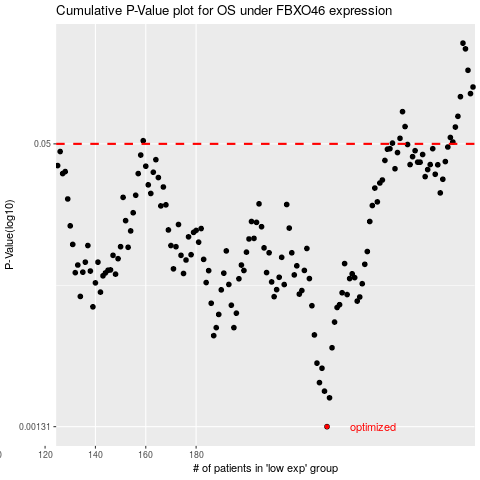 Cumulative P-Value plot for OS under FBXO46 expression
P-Value(log10)
0.05
0.00131
optimized
0
120
140
160
180
# of patients in 'low exp' group